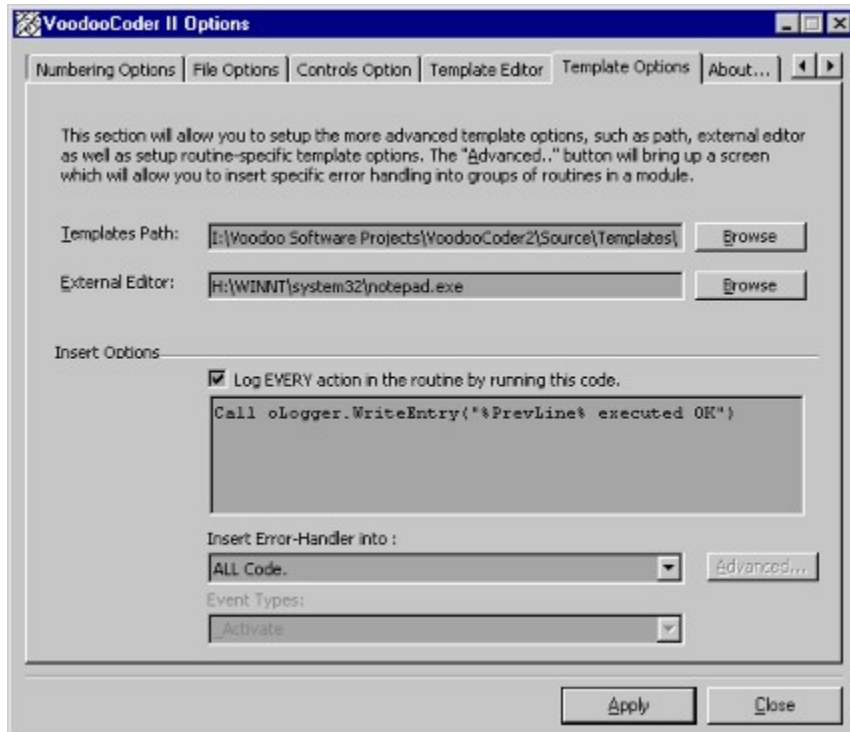 VoodooCoder II Options
Numbering Options File Options Controls Option Template Editor Template Options About...
This section will allow you to setup the more advanced template options, such as path, external editor
as well as setup routine-specific template options. The "Advanced.." button will bring up a screen
which will allow you to insert specific error handling into groups of routines in a module.
Templates Path: I:\Voodoo Software Projects\VoodooCoder2\Source\Templates\ Browse
External Editor: H:\WINNT\system32\notepad.exe Browse
Insert Options
Log EVERY action in the routine by running this code.
Call oLogger.WriteEntry("%PrevLine% executed OK")
Insert Error-Handler into :
ALL Code. Advanced...
Event Types:
_Activate
Apply Close